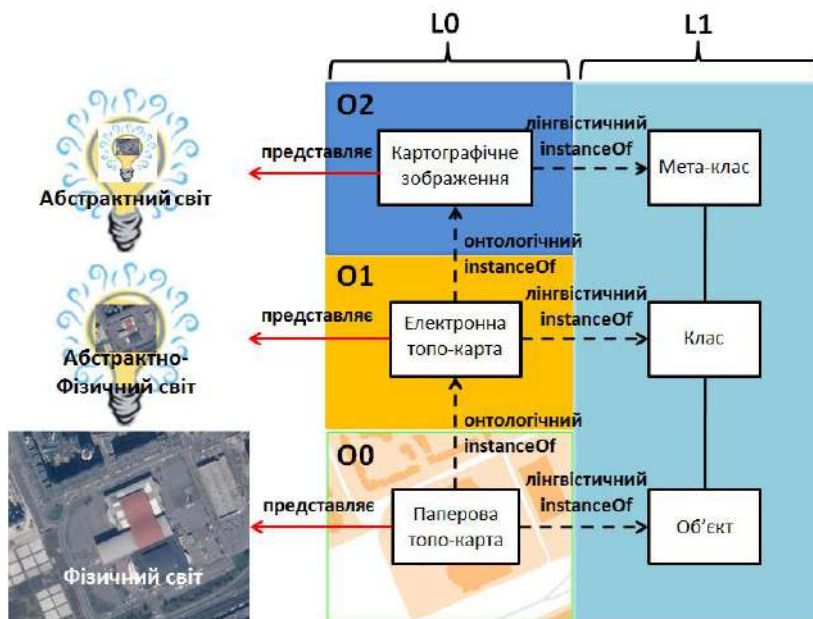 L0
L1
O2
лінгвістичний
instanceOf
представляє
Картографічне
зображення
Мета-клас
Абстрактний світ
онтологічний
instanceOf
O1
лінгвістичний
instanceOf
представляє
Електронна
топо-карта
Клас
Абстрактно-
Фізичний світ
онтологічний
instanceOf
O0
лінгвістичний
instanceOf
представляє
Паперова
топо-карта
Об’єкт
Фізичний світ